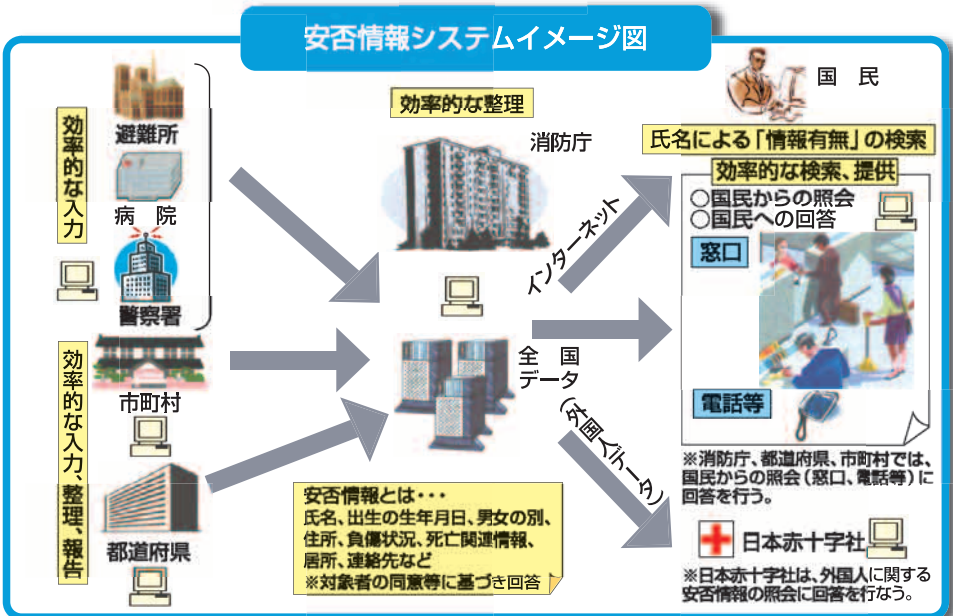 安否情報システムイメージ図
効率的な入力
避難所
病 院
警察署
効率的な入力、整理、報告
市町村
都道府県
効率的な整理
消防庁
全 国
データ
インターネット
(外国人データ)
安否情報とは・・・
氏名、出生の生年月日、男女の別、
住所、負傷状況、死亡関連情報、
居所、連絡先など
※対象者の同意等に基づき回答
国 民
氏名による「情報有無」の検索
効率的な検索、提供
○国民からの照会
○国民への回答
窓口
電話等
※消防庁、都道府県、市町村では、
国民からの照会(窓口、電話等)に
回答を行う。
日本赤十字社
※日本赤十字社は、外国人に関する
安否情報の照会に回答を行なう。